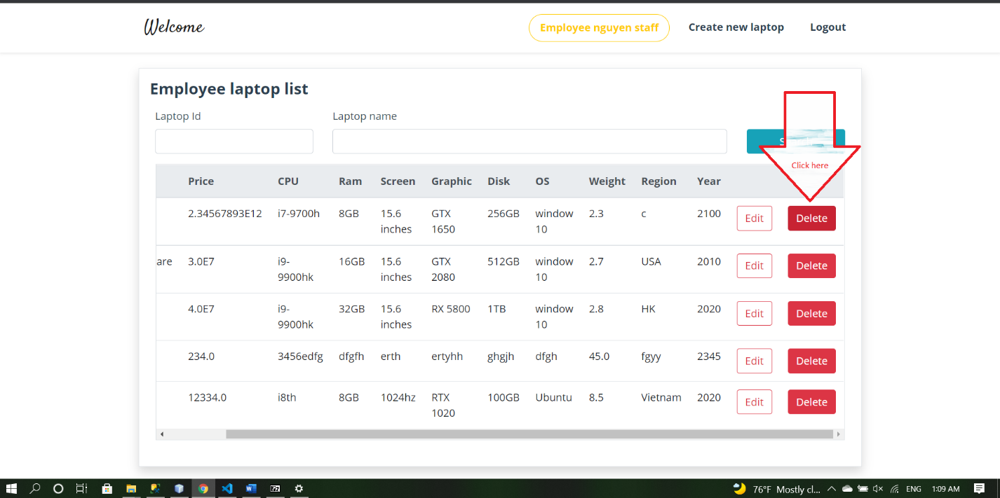 Welcome
Employee nguyen staff
Create new laptop
Logout
Employee laptop list
Laptop Id
Laptop name
Click here
Price CPU Ram Screen Graphic Disk OS Weight Region Year
2.34567893E12 i7-9700h 8GB 15.6 GTX 256GB window 2.3 c 2100 Edit Delete
inches 1650 10
are 3.0E7 i9- 16GB 15.6 GTX 512GB window 2.7 USA 2010 Edit Delete
9900hk inches 2080 10
4.0E7 i9- 32GB 15.6 RX 5800 1TB window 2.8 HK 2020 Edit Delete
9900hk inches 10
234.0 3456edfg dfgfh erth ertyhh ghgjh dfgh 45.0 fgyy 2345 Edit Delete
12334.0 i8th 8GB 1024hz RTX 100GB Ubuntu 8.5 Vietnam 2020 Edit Delete
1020
76°F Mostly cl... ENG 1:09 AM